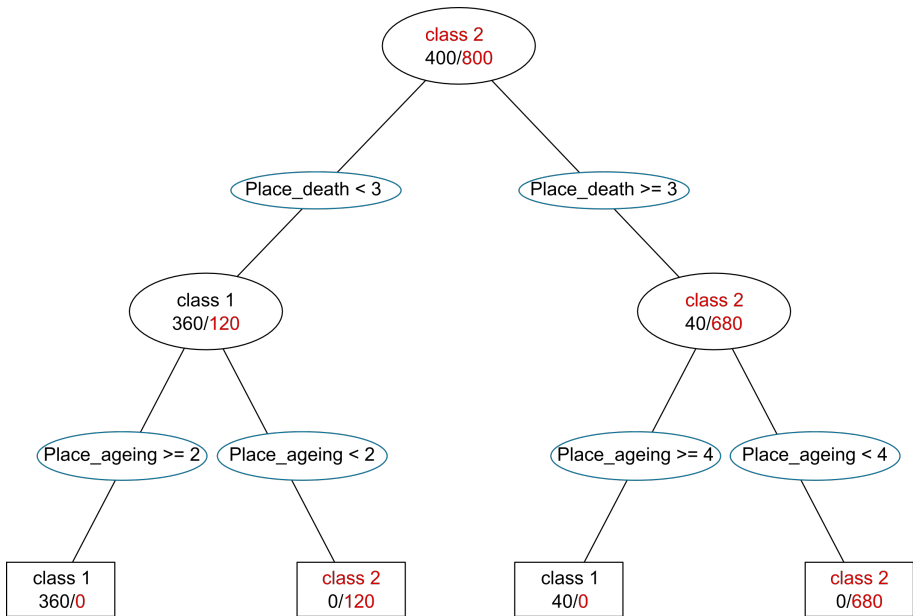 class 2
400/800
Place_death < 3
Place_death >= 3
class 1
360/120
class 2
40/680
Place_ageing >= 2
Place_ageing < 2
Place_ageing >= 4
Place_ageing < 4
class 1
360/0
class 2
0/120
class 1
40/0
class 2
0/680